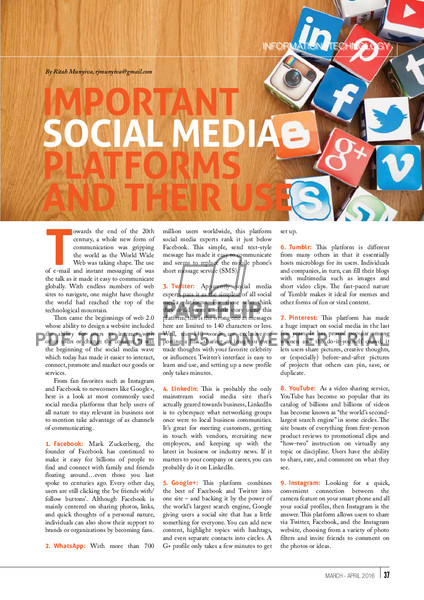 INFORMATION TECHNOLOGY
By Ritah Munyiva, rjmunyiva@gmail.com
IMPORTANT
SOCIAL MEDIA
PLATFORMS
AND THEIR USES
Towards the end of the 20th
century, a whole new form of
communication was gripping
the world as the World Wide
Web was taking shape. The use
of e-mail and instant messaging of was
the talk as it made it easy to communicate
globally. With endless numbers of web
sites to navigate, one might have thought
the world had reached the top of the
technological mountain.
Then came the beginnings of web 2.0
whose ability to design a website included
the beginning of the social media wave
which today has made it easier to interact,
connect, promote and market our goods or
services.
From fan favorites such as Instagram
and Facebook to newcomers like Google+,
here is a look at commonly used
social media platforms that help users of
all nature to stay relevant in business not
to mention take advantage of as channels
of communicating..
1. Facebook: Mark Zuckerberg, the
founder of Facebook has continued to
make it easy for billions of people to
find and connect with family and friends
floating around…even those you last
spoke to centuries ago. Every other day,
users are still clicking the 'be friends with/
follow buttons'. Although Facebook is
mainly centered on sharing photos, links,
and quick thoughts of a personal nature,
individuals can also show their support to
brands or organizations by becoming fans.
2. WhatsApp: With more than 700
million users worldwide, this platform
social media experts rank it just below
Facebook. This simple, send text-style
message has made it easy to communicate
and seems to replace the mobile phone's
short message service (SMS).
3. Twitter: Apparently social media
experts pass it as the simplest of all social
here are limited to 140 characters or less.
trade thoughts with your favorite celebrity
or influencer. Twitter's interface is easy to
learn and use, and setting up a new profile
only takes minutes.
4. LinkedIn: This is probably the only
mainstream social media site that's
actually geared towards business, LinkedIn
is to cyberspace what networking groups
once were to local business communities.
It's great for meeting customers, getting
in touch with vendors, recruiting new
employees, and keeping up with the
latest in business or industry news. If it
matters to your company or career, you can
probably do it on LinkedIn.
5. Google+: This platform combines
the best of Facebook and Twitter into
one site – and backing it by the power of
the world's largest search engine, Google
giving users a social site that has a little
something for everyone. You can add new
content, highlight topics with hashtags,
and even separate contacts into circles. A
G+ profile only takes a few minutes to get
set up.
6. Tumblr: This platform is different
from many others in that it essentially
hosts microblogs for its users. Individuals
and companies, in turn, can fill their blogs
with multimedia such as images and
short video clips. The fast-paced nature
of Tumblr makes it ideal for memes and
other forms of fun or viral content.
7. Pinterest: This platform has made
a huge impact on social media in the last
lets users share pictures, creative thoughts,
or (especially) before-and-after pictures
of projects that others can pin, save, or
duplicate.
8. YouTube: As a video sharing service,
YouTube has become so popular that its
catalog of billions and billions of videos
has become known as "the world's second-
largest search engine" in some circles. The
site boasts of everything from first-person
product reviews to promotional clips and
"how-two" instruction on virtually any
topic or discipline. Users have the ability
to share, rate, and comment on what they
see.
9. Instagram: Looking for a quick,
convenient connection between the
camera feature on your smart phone and all
your social profiles, then Instagram is the
answer. This platform allows users to share
via Twitter, Facebook, and the Instagram
website, choosing from a variety of photo
filters and invite friends to comment on
the photos or ideas.
PAGEFLIP
MARCH - APRIL 2016 37